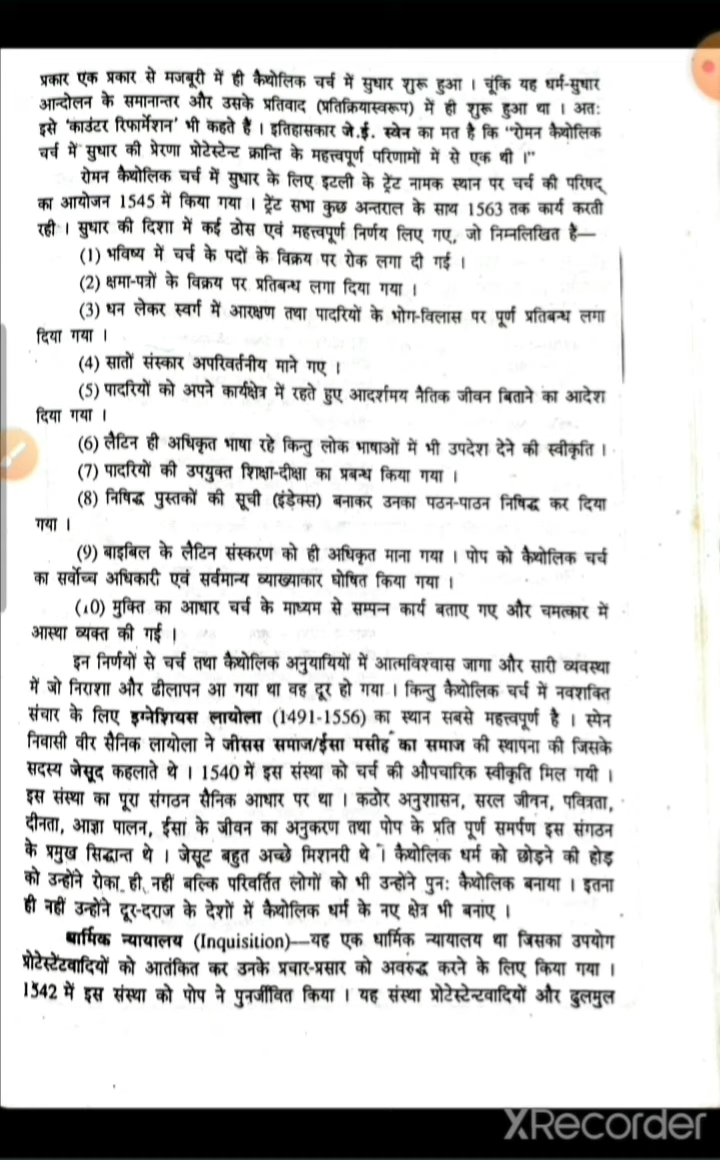 प्रकार एक प्रकार से मजबूरी में ही कैथोलिक चर्च में सुधार शुरू हुआ । चूंकि यह धर्म-सुधार
आन्दोलन के समानान्तर और उसके प्रतिवाद (प्रतिक्रियास्वरूप) में ही शुरू हुआ था । अतः
इसे 'काउंटर रिफार्मेशन' भी कहते हैं । इतिहासकार जे.ई. स्वेन का मत है कि "रोमन कैथोलिक
चर्च में सुधार की प्रेरणा प्रोटेस्टेन्ट क्रान्ति के महत्त्वपूर्ण परिणामों में से एक थी ।"
रोमन कैथोलिक चर्च में सुधार के लिए इटली के ट्रेंट नामक स्थान पर चर्च की परिषद्
का आयोजन 1545 में किया गया । ट्रेंट सभा कुछ अन्तराल के साथ 1563 तक कार्य करती
रही । सुधार की दिशा में कई ठोस एवं महत्त्वपूर्ण निर्णय लिए गए, जो निम्नलिखित है—
(1) भविष्य में चर्च के पदों के विक्रय पर रोक लगा दी गई ।
(2) क्षमा-पत्रों के विक्रय पर प्रतिबन्ध लगा दिया गया ।
(3) धन लेकर स्वर्ग में आरक्षण तथा पादरियों के भोग-विलास पर पूर्ण प्रतिबन्ध लगा
दिया गया ।
(4) सातों संस्कार अपरिवर्तनीय माने गए ।
(5) पादरियों को अपने कार्यक्षेत्र में रहते हुए आदर्शमय नैतिक जीवन बिताने का आदेश
दिया गया ।
(6) लैटिन ही अधिकृत भाषा रहे किन्तु लोक भाषाओं में भी उपदेश देने की स्वीकृति ।
(7) पादरियों की उपयुक्त शिक्षा-दीक्षा का प्रबन्ध किया गया ।
(8) निषिद्ध पुस्तकों की सूची (इंडेक्स) बनाकर उनका पठन-पाठन निषिद्ध कर दिया
गया ।
(9) बाइबिल के लैटिन संस्करण को ही अधिकृत माना गया । पोप को कैथोलिक चर्च
का सर्वोच्च अधिकारी एवं सर्वमान्य व्याख्याकार घोषित किया गया ।
(10) मुक्ति का आधार चर्च के माध्यम से सम्पन्न कार्य बताए गए और चमत्कार में
आस्था व्यक्त की गई ।
इन निर्णयों से चर्च तथा कैथोलिक अनुयायियों में आत्मविश्वास जागा और सारी व्यवस्था
में जो निराशा और ढीलापन आ गया था वह दूर हो गया । किन्तु कैथोलिक चर्च में नवशक्ति
संचार के लिए इग्नेशियस लायोला (1491-1556) का स्थान सबसे महत्त्वपूर्ण है । स्पेन
निवासी वीर सैनिक लायोला ने जीसस समाज/ईसा मसीह का समाज की स्थापना की जिसके
सदस्य जेसूट कहलाते थे । 1540 में इस संस्था को चर्च की औपचारिक स्वीकृति मिल गयी ।
इस संस्था का पूरा संगठन सैनिक आधार पर था । कठोर अनुशासन, सरल जीवन, पवित्रता,
दीनता, आज्ञा पालन, ईसा के जीवन का अनुकरण तथा पोप के प्रति पूर्ण समर्पण इस संगठन
के प्रमुख सिद्धान्त थे । जेसूट बहुत अच्छे मिशनरी थे । कैथोलिक धर्म को छोड़ने की होड़
को उन्होंने रोका ही नहीं बल्कि परिवर्तित लोगों को भी उन्होंने पुनः कैथोलिक बनाया । इतना
ही नहीं उन्होंने दूर-दराज के देशों में कैथोलिक धर्म के नए क्षेत्र भी बनाए ।
धार्मिक न्यायालय (Inquisition)—यह एक धार्मिक न्यायालय था जिसका उपयोग
प्रोटेस्टेंटवादियों को आतंकित कर उनके प्रचार-प्रसार को अवरुद्ध करने के लिए किया गया ।
1542 में इस संस्था को पोप ने पुनर्जीवित किया । यह संस्था प्रोटेस्टेन्टवादियों और ढुलमुल
XRecorder